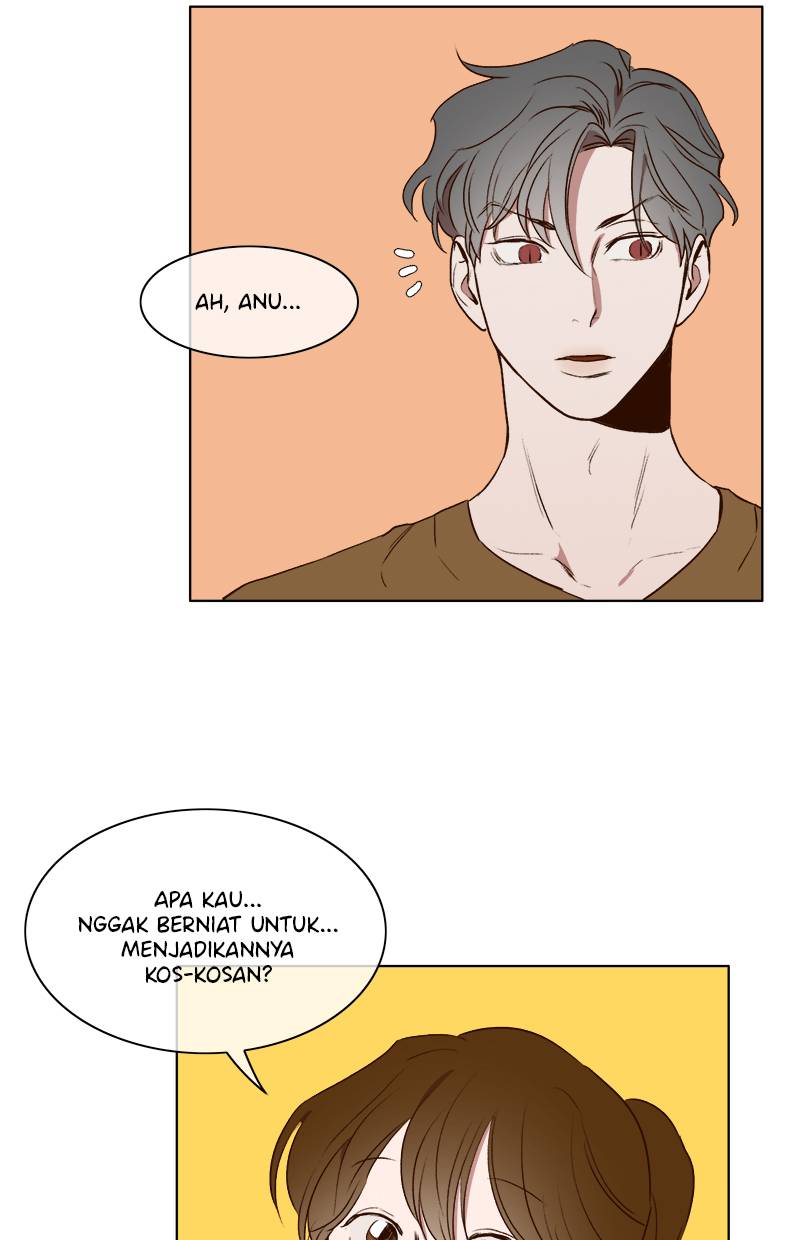 AH, ANU...
APA KAU...
NGGAK BERNIAT UNTUK...
MENJADIKANNYA
KOS-KOSAN?